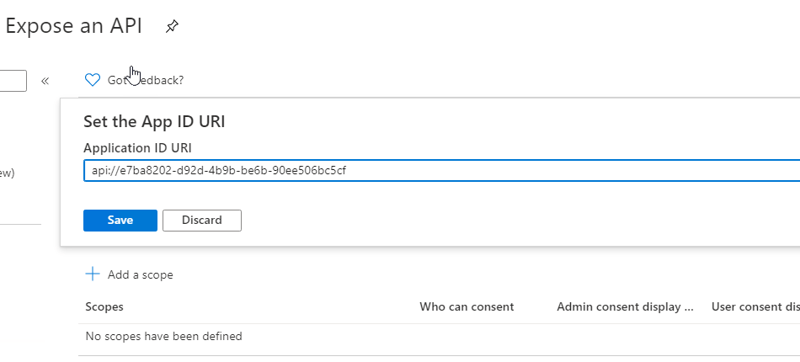 Expose an API
«
Got feedback?
Set the App ID URI
Application ID URI
api://e7ba8202-d92d-4b9b-be6b-90ee506bc5cf
ew)
Save Discard
+ Add a scope
Scopes Who can consent Admin consent display ... User consent dis
No scopes have been defined